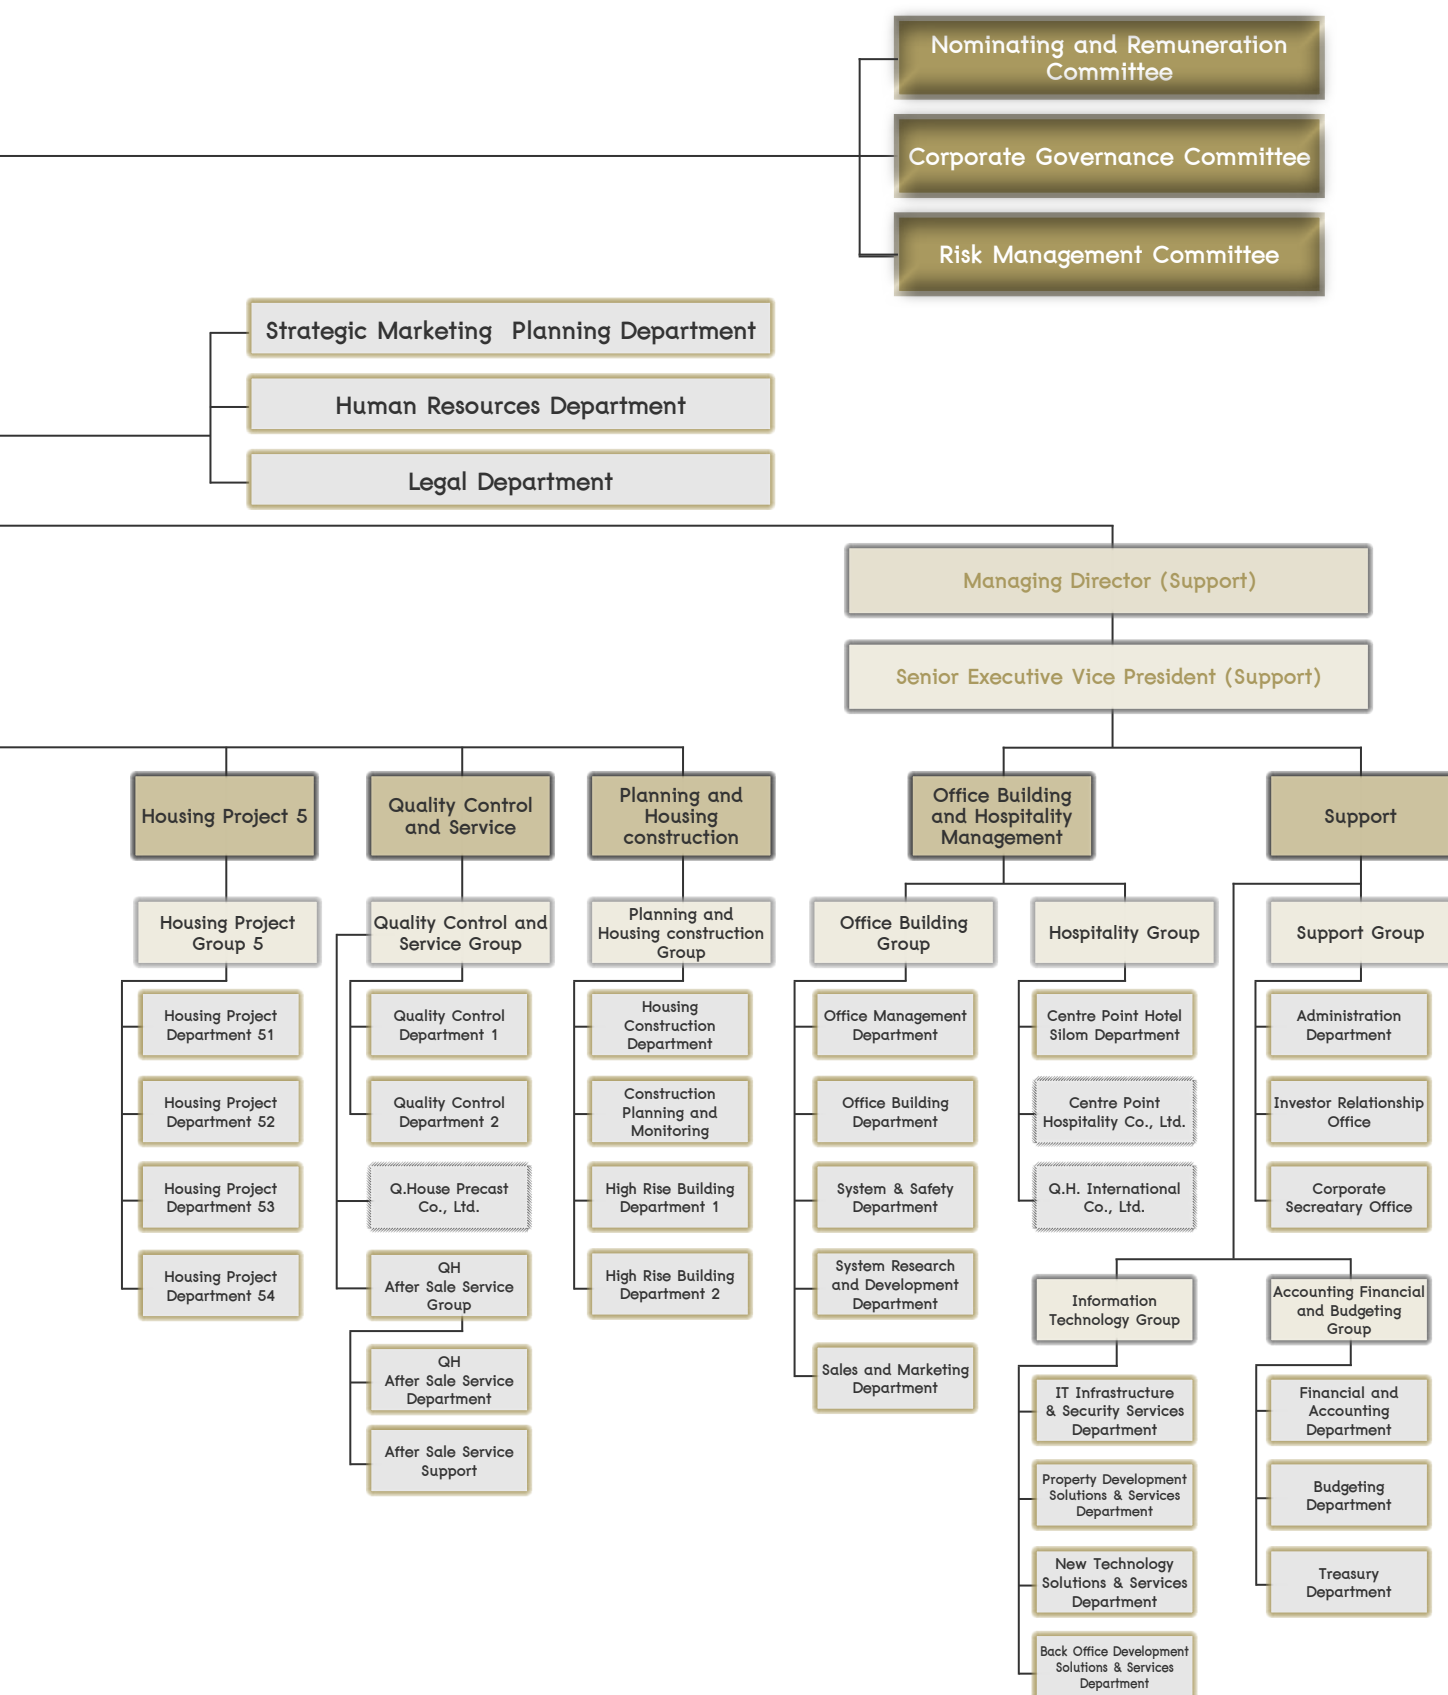 Nominating and Remuneration
Committee
Corporate Governance Committee
Risk Management Committee
Strategic Marketing  Planning Department
Human Resources Department
Legal Department
Managing Director (Support)
Senior Executive Vice President (Support)
Housing Project 5
Quality Control
and Service
Planning and
Housing
construction
Office Building
and Hospitality
Management
Support
Housing Project
Group 5
Quality Control and
Service Group
Planning and
Housing construction
Group
Office Building
Group
Hospitality Group
Support Group
Housing Project
Department 51
Housing Project
Department 52
Housing Project
Department 53
Housing Project
Department 54
Quality Control
Department 1
Quality Control
Department 2
Q.House Precast
Co., Ltd.
QH
After Sale Service
Group
QH
After Sale Service
Department
After Sale Service
Support
Housing
Construction
Department
Construction
Planning and
Monitoring
High Rise Building
Department 1
High Rise Building
Department 2
Office Management
Department
Office Building
Department
System & Safety
Department
System Research
and Development
Department
Sales and Marketing
Department
Centre Point Hotel
Silom Department
Centre Point
Hospitality Co., Ltd.
Q.H. International
Co., Ltd.
Administration
Department
Investor Relationship
Office
Corporate
Secreatary Office
Information
Technology Group
IT Infrastructure
& Security Services
Department
Property Development
Solutions & Services
Department
New Technology
Solutions & Services
Department
Back Office Development
Solutions & Services
Department
Accounting Financial
and Budgeting
Group
Financial and
Accounting
Department
Budgeting
Department
Treasury
Department